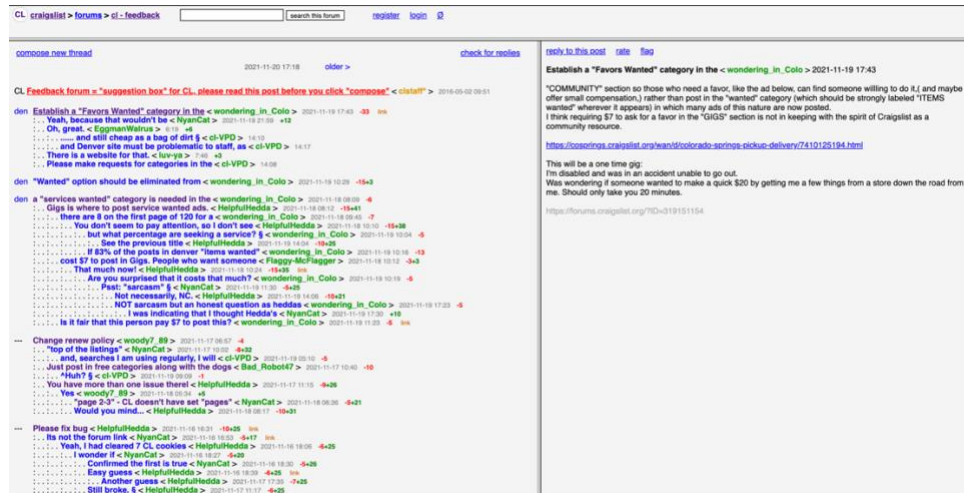 CL craigslist > forums > cl - feedback
search this forum
register login Ø
compose new thread
check for replies
2021-11-20 17:18 older >
CL Feedback forum = "suggestion box" for CL, please read this post before you click "compose" < clstaff" > 2016-05-02 09:51
den Establish a "Favors Wanted" category in the < wondering_in_Colo > 2021-11-19 17:43 -33 link
: . . Yeah, because that wouldn't be < NyanCat > 2021-11-19 21:39 +12
: . . Oh, great. < EggmanWalrus > 6:19 +6
: . . : . . ...... and still cheap as a bag of dirt § < cl-VPD > 14:10
: . . : . . and Denver site must be problematic to staff, as < cl-VPD > 14:17
: . . There is a website for that. < luv-ya > 7:46 +3
: . . Please make requests for categories in the < cl-VPD > 14:08
den "Wanted" option should be eliminated from < wondering_in_Colo > 2021-11-19 10:29 -15+3
den a "services wanted" category is needed in the < wondering_in_Colo > 2021-11-18 08:09 -6
: . . Gigs is where to post service wanted ads. < HelpfulHedda > 2021-11-18 08:12 -15+41
: . . : . . there are 8 on the first page of 120 for a < wondering_in_Colo > 2021-11-18 09:45 -7
: . . : . . : . . You don't seem to pay attention, so I don't see < HelpfulHedda > 2021-11-18 10:10 -15+38
: . . : . . : . . : . . but what percentage are seeking a service? § < wondering_in_Colo > 2021-11-19 10:04 -5
: . . : . . : . . : . . : . . See the previous title < HelpfulHedda > 2021-11-19 14:04 -10+25
: . . : . . : . . : . . If 83% of the posts in denver "items wanted" < wondering_in_Colo > 2021-11-19 10:16 -13
: . . : . . cost $7 to post in Gigs. People who want someone < Flaggy-McFlagger > 2021-11-18 10:12 -3+3
: . . : . . : . . That much now! < HelpfulHedda > 2021-11-18 10:24 -15+35 link
: . . : . . : . . : . . Are you surprised that it costs that much? < wondering_in_Colo > 2021-11-19 10:19 -5
: . . : . . : . . : . . : . . Psst: "sarcasm" § < NyanCat > 2021-11-19 11:30 -5+25
: . . : . . : . . : . . : . . : . . Not necessarily, NC. < HelpfulHedda > 2021-11-19 14:06 -10+21
: . . : . . : . . : . . : . . : . . NOT sarcasm but an honest question as heddas < wondering_in_Colo > 2021-11-19 17:23 -5
: . . : . . : . . : . . : . . : . . : . . I was indicating that I thought Hedda's < NyanCat > 2021-11-19 17:30 +10
: . . : . . Is it fair that this person pay $7 to post this? < wondering_in_Colo > 2021-11-19 11:23 -5 link
--- Change renew policy < woody7_89 > 2021-11-17 06:57 -4
: . . "top of the listings" < NyanCat > 2021-11-17 10:02 -6+32
: . . : . . and, searches I am using regularly, I will < cl-VPD > 2021-11-19 05:10 -5
: . . Just post in free categories along with the dogs < Bad_Robot47 > 2021-11-17 10:40 -10
: . . : . . ^Huh? § < cl-VPD > 2021-11-19 09:09 -1
: . . You have more than one issue there! < HelpfulHedda > 2021-11-17 11:15 -9+26
: . . : . . Yes < woody7_89 > 2021-11-18 05:34 +5
: . . : . . : . . "page 2-3" - CL doesn't have set "pages" < NyanCat > 2021-11-18 08:36 -5+21
: . . : . . : . . Would you mind... < HelpfulHedda > 2021-11-18 08:17 -10+31
--- Please fix bug < HelpfulHedda > 2021-11-16 16:31 -10+25 link
: . . Its not the forum link < NyanCat > 2021-11-16 16:53 -5+17 link
: . . : . . Yeah, I had cleared 7 CL cookies < HelpfulHedda > 2021-11-16 18:06 -6+25
: . . : . . : . . I wonder if < NyanCat > 2021-11-16 18:27 -5+20
: . . : . . : . . : . . Confirmed the first is true < NyanCat > 2021-11-16 18:30 -5+26
: . . : . . : . . : . . Easy guess < HelpfulHedda > 2021-11-16 18:39 -6+25 link
: . . : . . : . . : . . : . . Another guess < HelpfulHedda > 2021-11-17 17:35 -7+25
: . . : . . : . . : . . Still broke. § < HelpfulHedda > 2021-11-17 11:17 -6+25
reply to this post rate flag
Establish a "Favors Wanted" category in the < wondering_in_Colo > 2021-11-19 17:43
"COMMUNITY" section so those who need a favor, like the ad below, can find someone willing to do it,( and maybe
offer small compensation,) rather than post in the "wanted" category (which should be strongly labeled "ITEMS
wanted" wherever it appears) in which many ads of this nature are now posted.
I think requiring $7 to ask for a favor in the "GIGS" section is not in keeping with the spirit of Craigslist as a
community resource.
https://cosprings.craigslist.org/wan/d/colorado-springs-pickup-delivery/7410125194.html
This will be a one time gig:
I'm disabled and was in an accident unable to go out.
Was wondering if someone wanted to make a quick $20 by getting me a few things from a store down the road from
me. Should only take you 20 minutes.
https://forums.craigslist.org/?ID=319151154